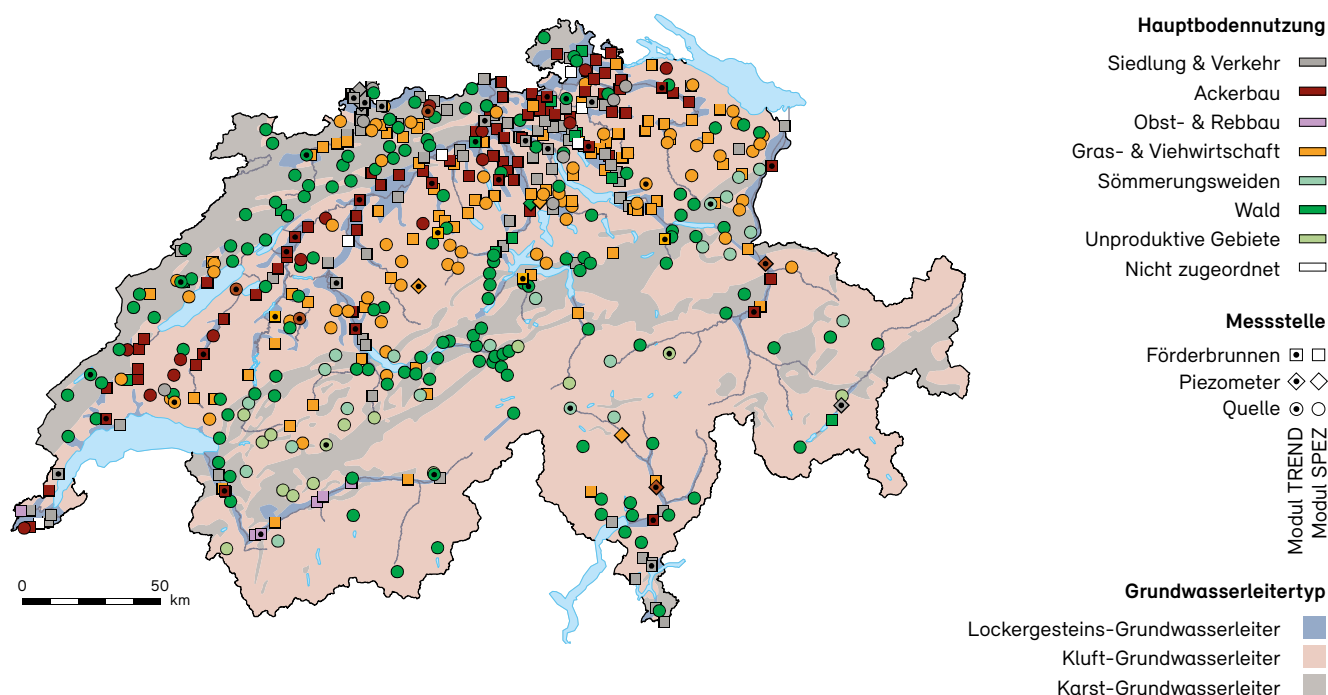 Hauptbodennutzung
Siedlung & Verkehr
Ackerbau
Obst- & Rebbau
Gras- & Viehwirtschaft
Sömmerungsweiden
Wald
Unproduktive Gebiete
Nicht zugeordnet
Messstelle
Förderbrunnen
Piezometer
Quelle
Modul TREND
Modul SPEZ
0 50
km
Grundwasserleitertyp
Lockergesteins-Grundwasserleiter
Kluft-Grundwasserleiter
Karst-Grundwasserleiter